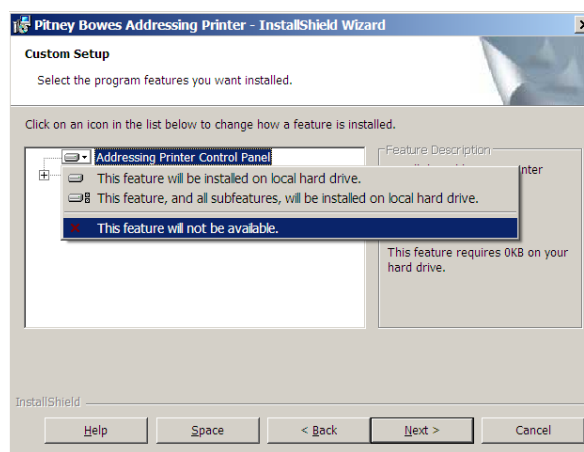 Pitney Bowes Addressing Printer - InstallShield Wizard
Custom Setup
Select the program features you want installed.
Click on an icon in the list below to change how a feature is installed.
Addressing Printer Control Panel
Feature Description
This feature will be installed on local hard drive.
This feature, and all subfeatures, will be installed on local hard drive.
This feature will not be available.
This feature requires 0KB on your
hard drive.
InstallShield
Help
Space
< Back
Next >
Cancel